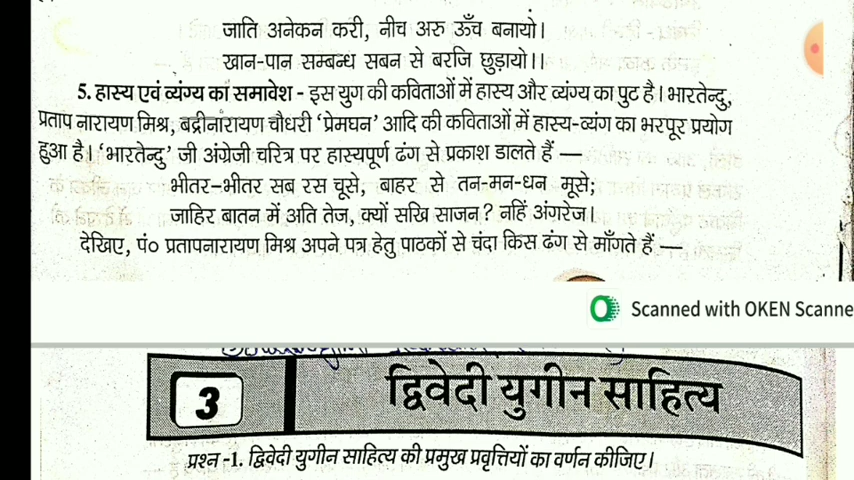 जाति अनेकन करी, नीच अरु ऊँच बनायो।
खान-पान सम्बन्ध सबन से बरजि छुड़ायो।।
5. हास्य एवं व्यंग्य का समावेश - इस युग की कविताओं में हास्य और व्यंग्य का पुट है। भारतेन्दु,
प्रताप नारायण मिश्र, बद्रीनारायण चौधरी 'प्रेमघन' आदि की कविताओं में हास्य-व्यंग का भरपूर प्रयोग
हुआ है। 'भारतेन्दु' जी अंग्रेजी चरित्र पर हास्यपूर्ण ढंग से प्रकाश डालते हैं —
भीतर-भीतर सब रस चूसे, बाहर से तन-मन-धन मूसे;
जाहिर बातन में अति तेज, क्यों सखि साजन? नहिं अंगरेज।
देखिए, पं० प्रतापनारायण मिश्र अपने पत्र हेतु पाठकों से चंदा किस ढंग से माँगते हैं —
Scanned with OKEN Scanne
3
द्विवेदी युगीन साहित्य
प्रश्न -1. द्विवेदी युगीन साहित्य की प्रमुख प्रवृत्तियों का वर्णन कीजिए।